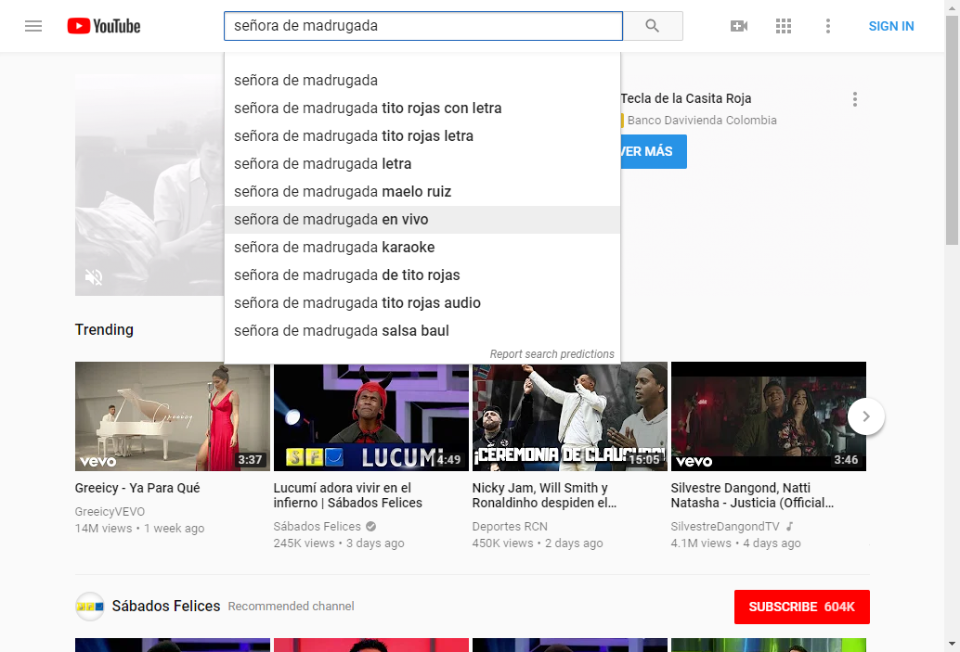 YouTube
señora de madrugada
SIGN IN
señora de madrugada
señora de madrugada tito rojas con letra
señora de madrugada tito rojas letra
señora de madrugada letra
señora de madrugada maelo ruiz
señora de madrugada en vivo
señora de madrugada karaoke
señora de madrugada de tito rojas
señora de madrugada tito rojas audio
señora de madrugada salsa baul
Report search predictions
Tecla de la Casita Roja
Banco Davivienda Colombia
VER MÁS
Trending
Greeicy
vevo
3:37
SF
LUCUMÍ
4:49
¡CEREMONIA DE CLAUSURA!
15:05
vevo
3:46
Greeicy - Ya Para Qué
GreeicyVEVO
14M views • 1 week ago
Lucumí adora vivir en el
infierno | Sábados Felices
Sábados Felices
245K views • 3 days ago
Nicky Jam, Will Smith y
Ronaldinho despiden el...
Deportes RCN
450K views • 2 days ago
Silvestre Dangond, Natti
Natasha - Justicia (Official...
SilvestreDangondTV
4.1M views • 4 days ago
Sábados Felices Recommended channel
SUBSCRIBE 604K